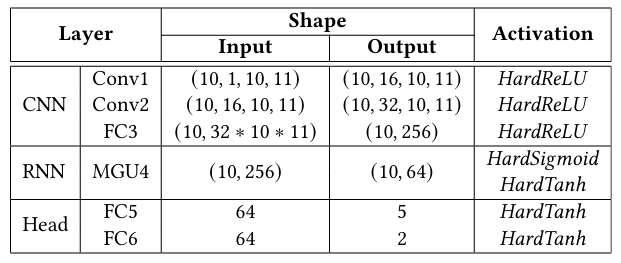 Layer Shape Activation
Input Output
CNN Conv1 (10, 1, 10, 11) (10, 16, 10, 11) HardReLU
Conv2 (10, 16, 10, 11) (10, 32, 10, 11) HardReLU
FC3 (10, 32 * 10 * 11) (10, 256) HardReLU
RNN MGU4 (10, 256) (10, 64) HardSigmoid
HardTanh
Head FC5 64 5 HardTanh
FC6 64 2 HardTanh